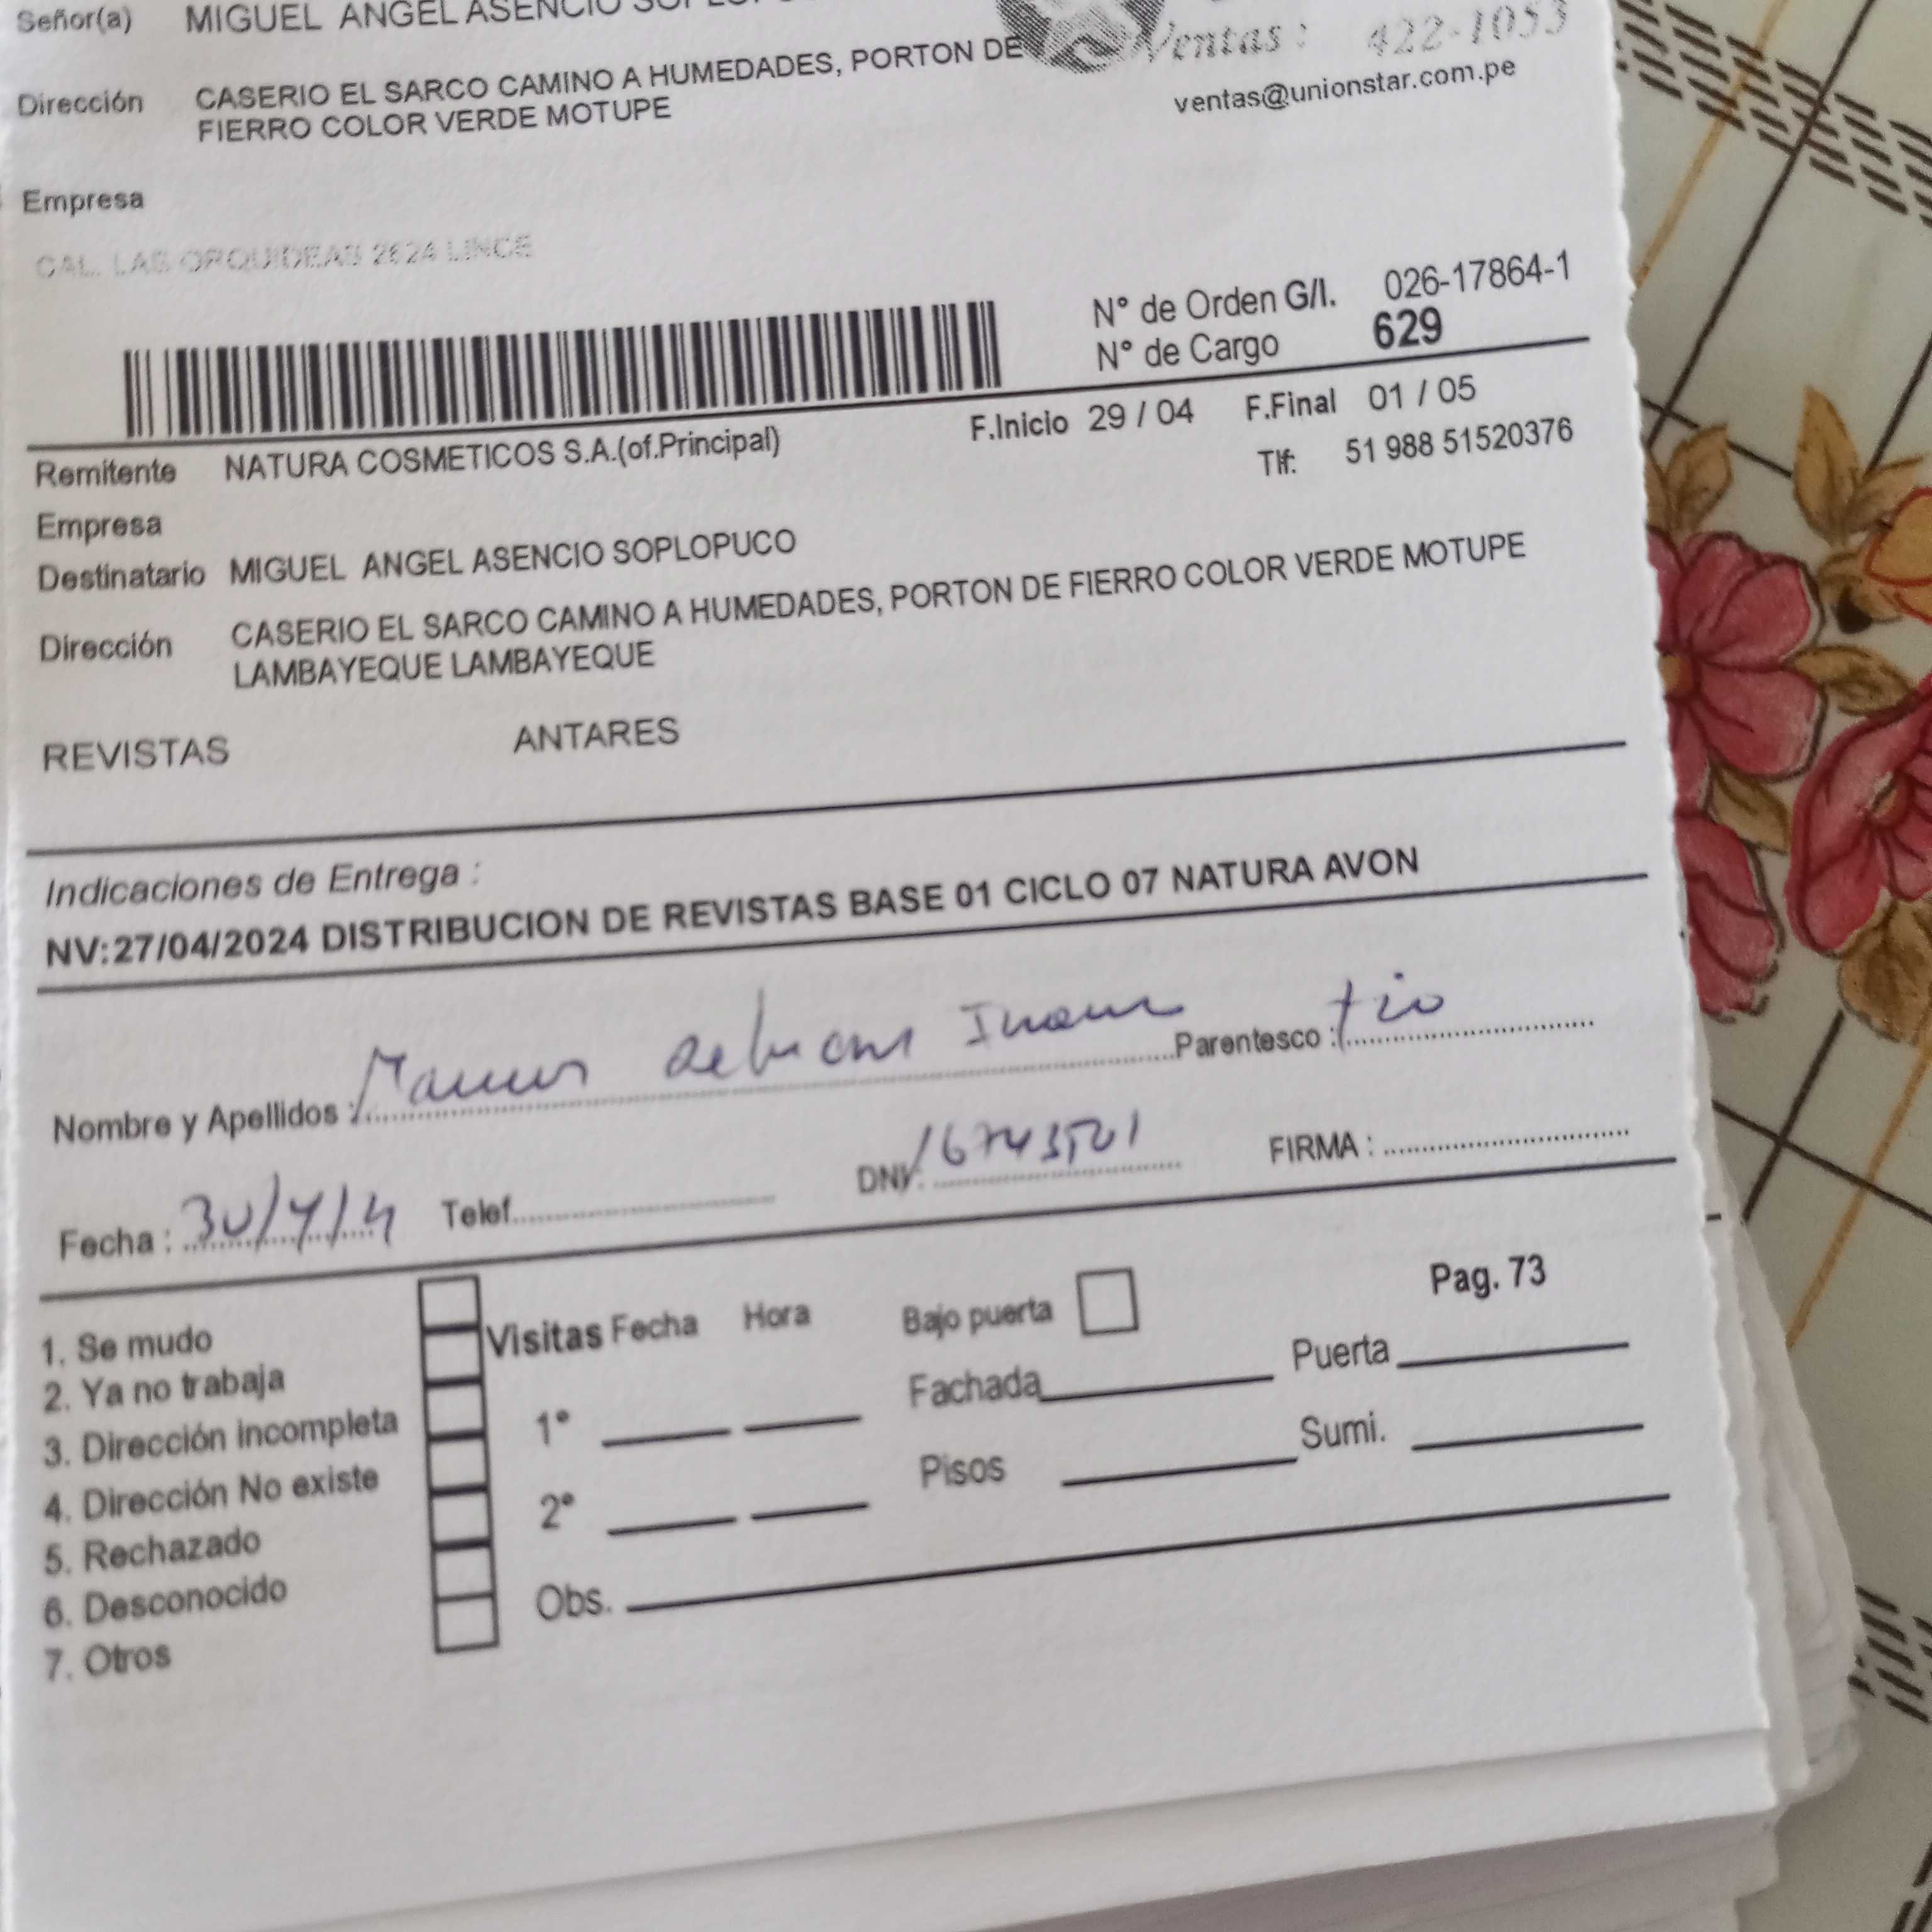 Señor(a) MIGUEL ANGEL ASENCIO
Dirección CASERIO EL SARCO CAMINO A HUMEDADES, PORTON DE
FIERRO COLOR VERDE MOTUPE
Ventas : 422-1053
ventas@unionstar.com.pe
Empresa
CAL. LAS ORQUIDEAS 2624 LINCE
N° de Orden G/I. 026-17864-1
N° de Cargo 629
F.Inicio 29 / 04 F.Final 01 / 05
Remitente NATURA COSMETICOS S.A.(of.Principal)
Tlf: 51 988 51520376
Empresa
Destinatario MIGUEL ANGEL ASENCIO SOPLOPUCO
Dirección CASERIO EL SARCO CAMINO A HUMEDADES, PORTON DE FIERRO COLOR VERDE MOTUPE
LAMBAYEQUE LAMBAYEQUE
REVISTAS ANTARES
Indicaciones de Entrega :
NV:27/04/2024 DISTRIBUCION DE REVISTAS BASE 01 CICLO 07 NATURA AVON
Nombre y Apellidos : Parentesco : tio
Fecha : 30/4/ Telef. DNI: FIRMA :
Pag. 73
1. Se mudo
2. Ya no trabaja
3. Dirección incompleta
4. Dirección No existe
5. Rechazado
6. Desconocido
7. Otros
Visitas Fecha Hora
1°
2°
Obs.
Bajo puerta
Fachada Puerta
Pisos Sumi.